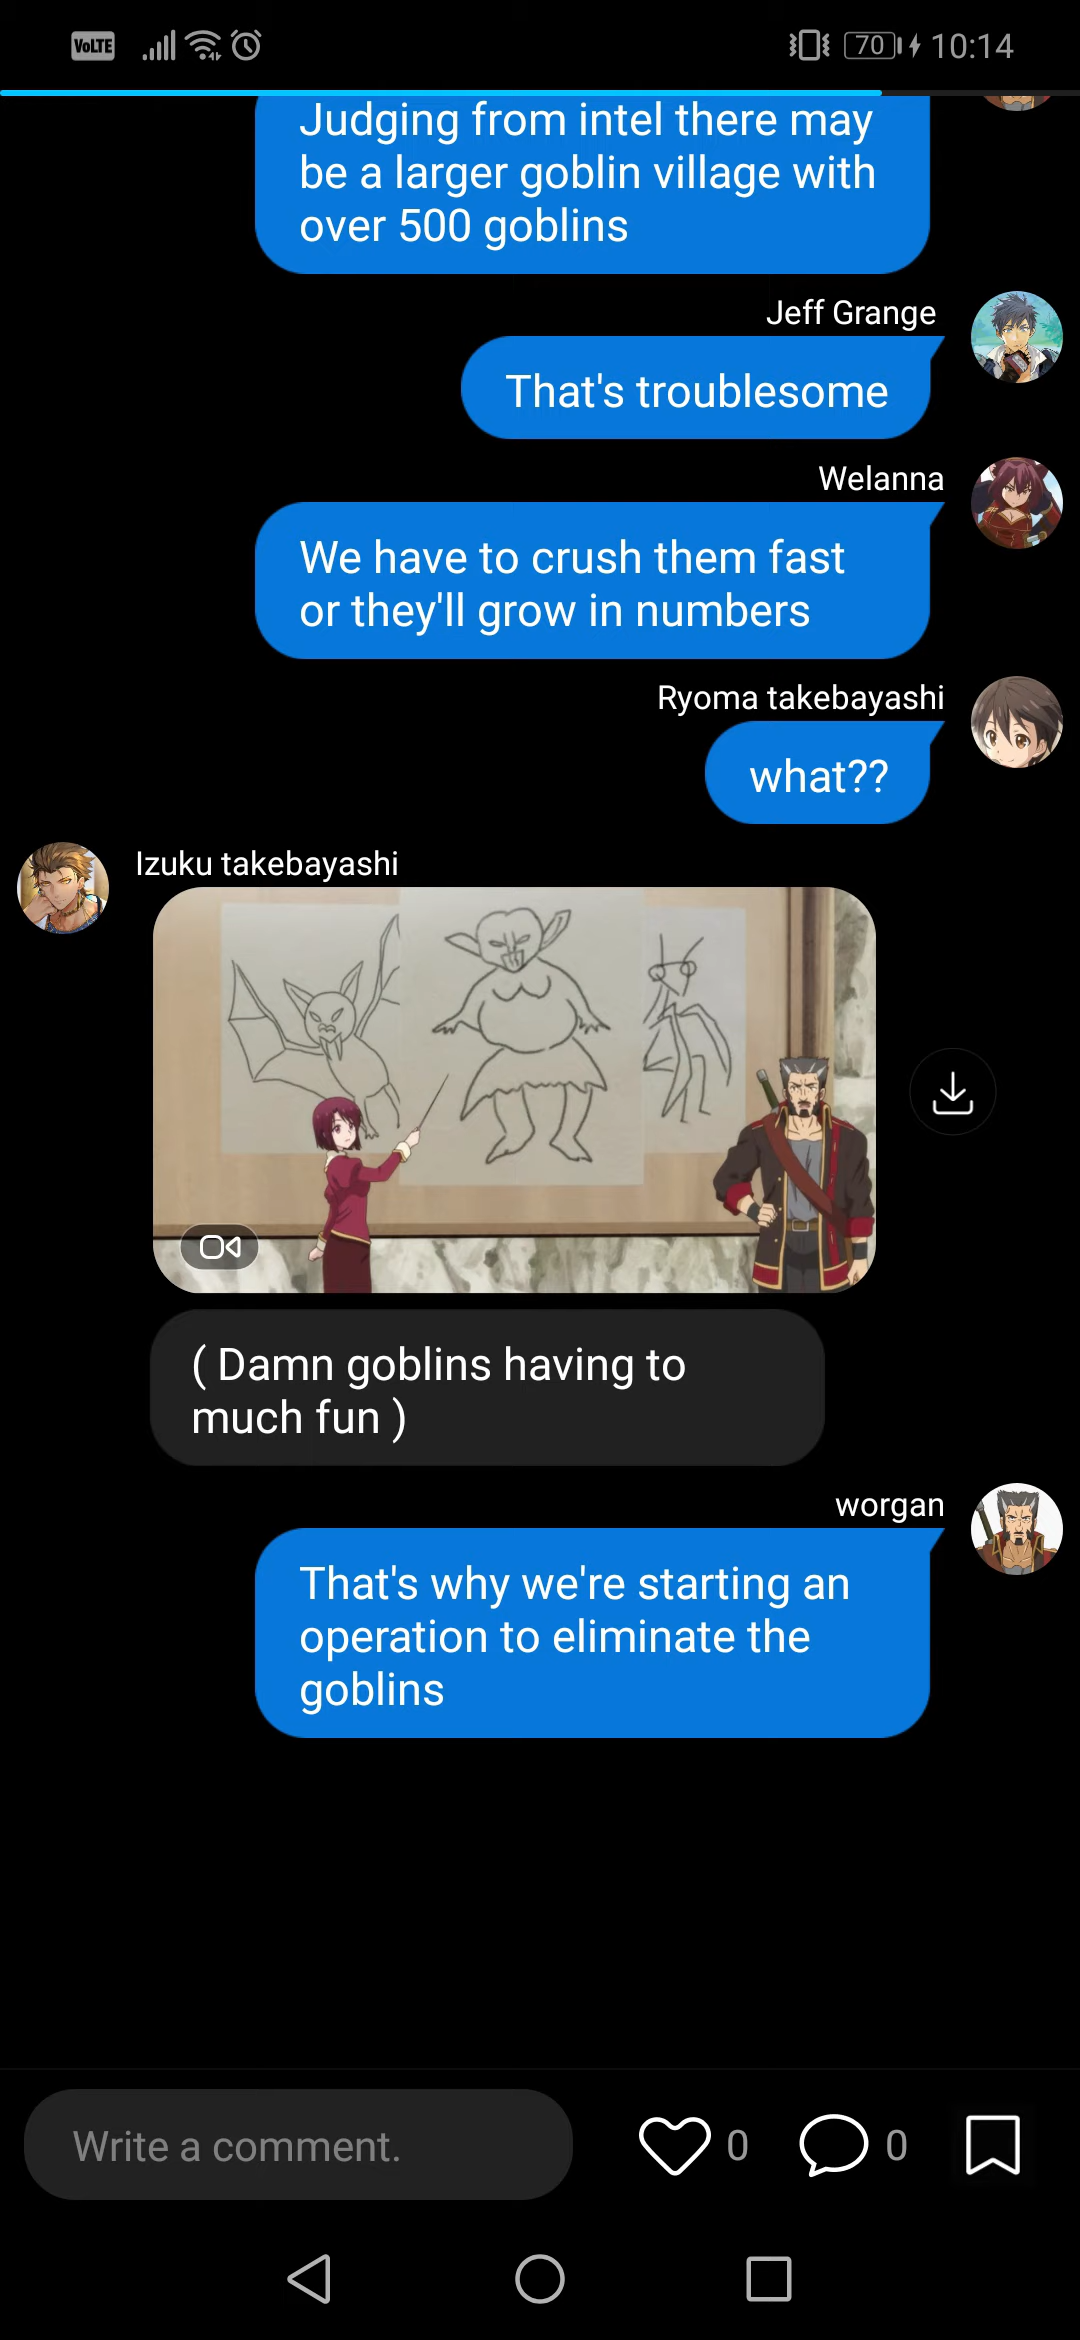 VoLTE 70 10:14
Judging from intel there may
be a larger goblin village with
over 500 goblins
Jeff Grange
That's troublesome
Welanna
We have to crush them fast
or they'll grow in numbers
Ryoma takebayashi
what??
Izuku takebayashi
( Damn goblins having to
much fun )
worgan
That's why we're starting an
operation to eliminate the
goblins
Write a comment. 0 0